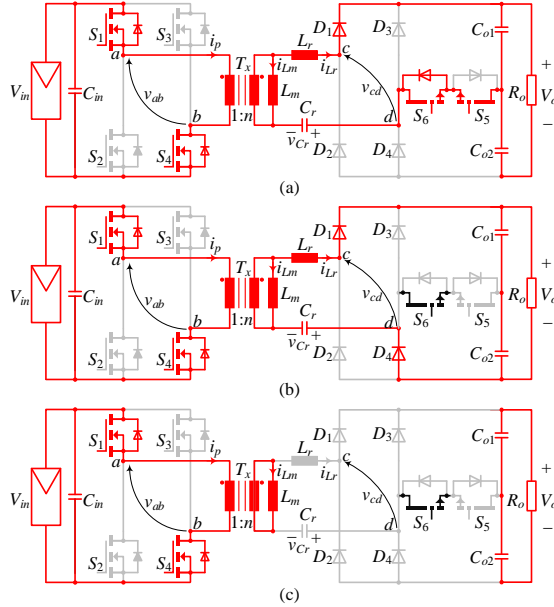 S1 S3 D1 Lr c D3 Co1
a ip Tx iLm iLr
Vin Cin vab Lm vcd S6 S5 Ro + Vo −
b Cr d
S2 S4 1:n − vCr + D2 D4 Co2
(a)
S1 S3 D1 Lr c D3 Co1
a ip Tx iLm iLr
Vin Cin vab Lm vcd S6 S5 Ro + Vo −
b Cr d
S2 S4 1:n − vCr + D2 D4 Co2
(b)
S1 S3 D1 Lr c D3 Co1
a ip Tx iLm iLr
Vin Cin vab Lm vcd S6 S5 Ro + Vo −
b Cr d
S2 S4 1:n − vCr + D2 D4 Co2
(c)